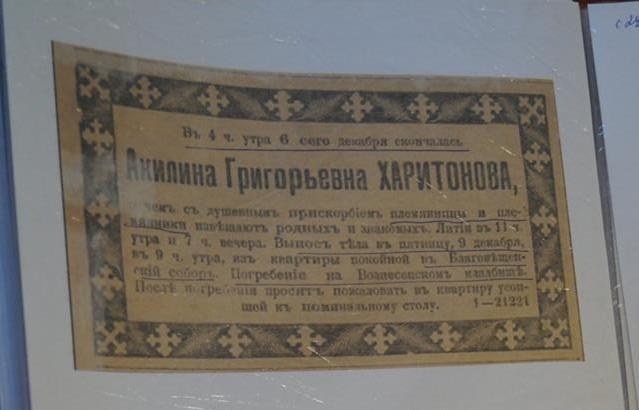 с 24
Въ 4 ч. утра 6 сего декабря скончалась
Акилина Григорьевна ХАРИТОНОВА,
о чемъ съ душевнымъ прискорбіемъ племянницы и пле-
мянники извѣщаютъ родныхъ и знакомыхъ. Литіи въ 11 ч.
утра и 7 ч. вечера. Выносъ тѣла въ пятницу, 9 декабря,
въ 9 ч. утра, изъ квартиры покойной въ Благовѣщен-
скій соборъ. Погребеніе на Вознесенскомъ кладбищѣ.
Послѣ погребенія просятъ пожаловать въ квартиру усоп-
шей къ поминальному столу.
1—21221